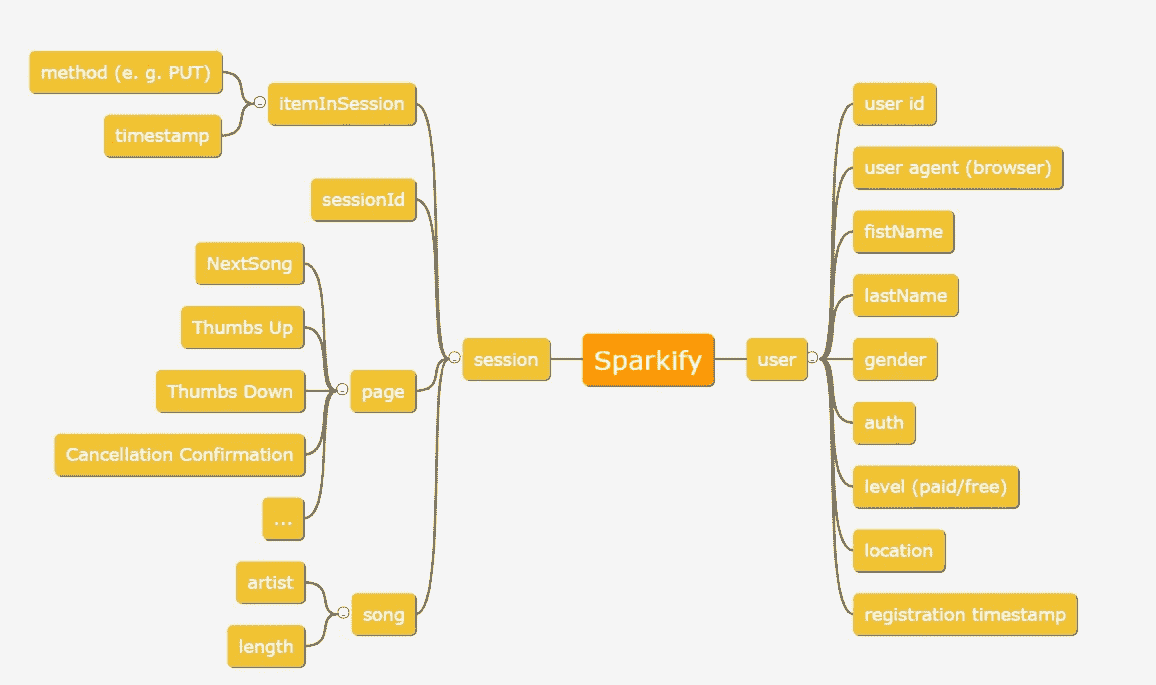 method (e. g. PUT)
timestamp
itemInSession
sessionId
NextSong
Thumbs Up
Thumbs Down
Cancellation Confirmation
...
page
artist
length
song
session
Sparkify
user
user id
user agent (browser)
fistName
lastName
gender
auth
level (paid/free)
location
registration timestamp